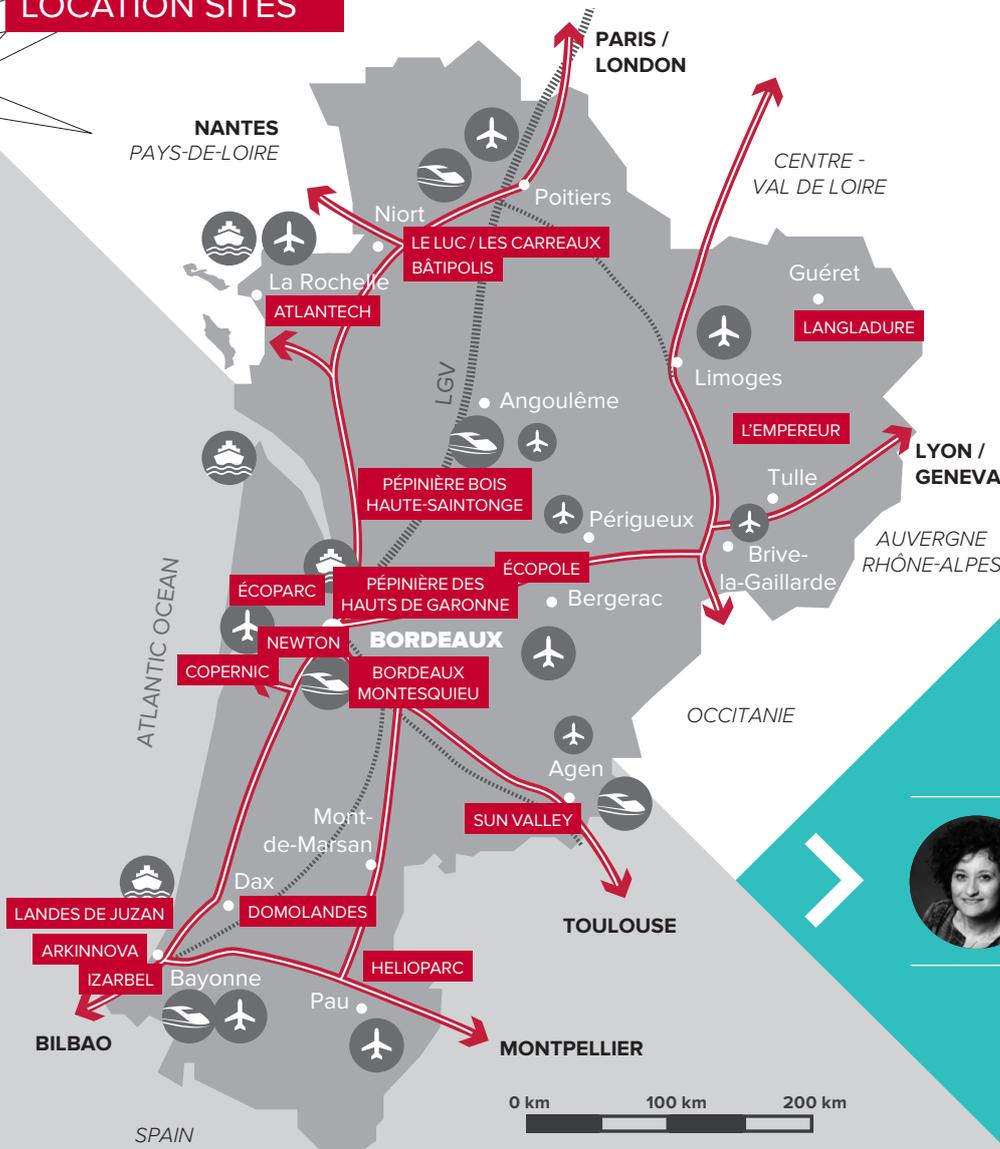 LOCATION SITES
PARIS /
LONDON
NANTES
PAYS-DE-LOIRE
CENTRE -
VAL DE LOIRE
Poitiers
Niort
LE LUC / LES CARREAUX
BÂTIPOLIS
La Rochelle
ATLANTECH
Guéret
LANGLADURE
Limoges
LGV
Angoulême
L'EMPEREUR
LYON /
GENEVA
Tulle
PÉPINIÈRE BOIS
HAUTE-SAINTONGE
Périgueux
AUVERGNE
RHÔNE-ALPES
Brive-
la-Gaillarde
ÉCOPOLE
ÉCOPARC
PÉPINIÈRE DES
HAUTS DE GARONNE
Bergerac
ATLANTIC OCEAN
NEWTON
BORDEAUX
COPERNIC
BORDEAUX
MONTESQUIEU
OCCITANIE
Agen
SUN VALLEY
Mont-
de-Marsan
Dax
LANDES DE JUZAN
DOMOLANDES
TOULOUSE
ARKINNOVA
IZARBEL
Bayonne
HELIOPARC
Pau
BILBAO
MONTPELLIER
0 km
100 km
200 km
SPAIN